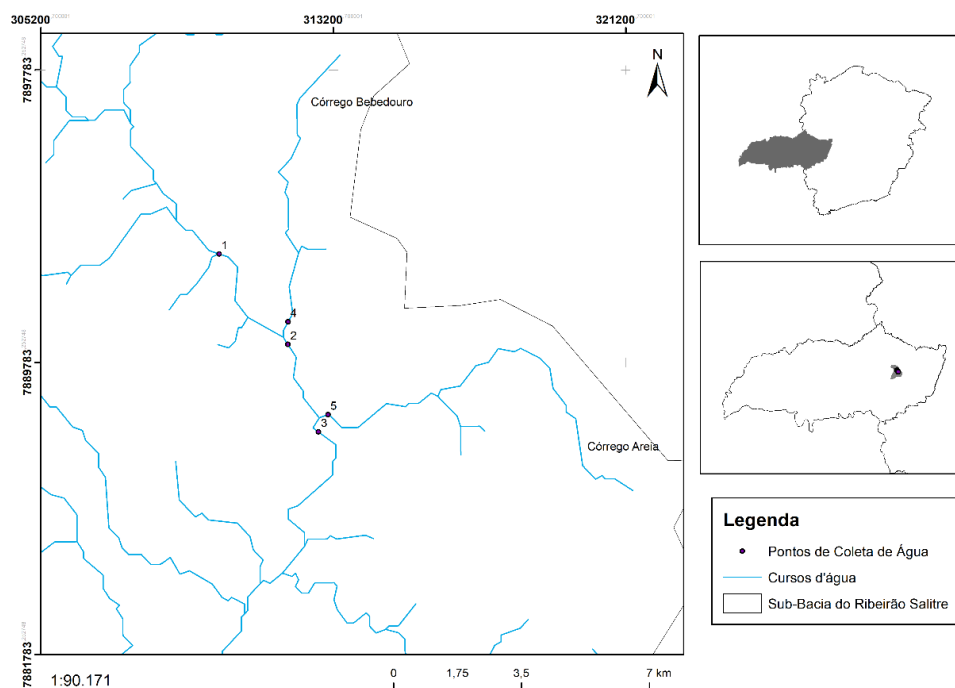 305200
313200
321200
7897783
N
Córrego Bebedouro
1
4
2
7889783
5
3
Córrego Areia
7881783
1:90.171
0 1,75 3,5 7 km
Legenda
Pontos de Coleta de Água
Cursos d'água
Sub-Bacia do Ribeirão Salitre